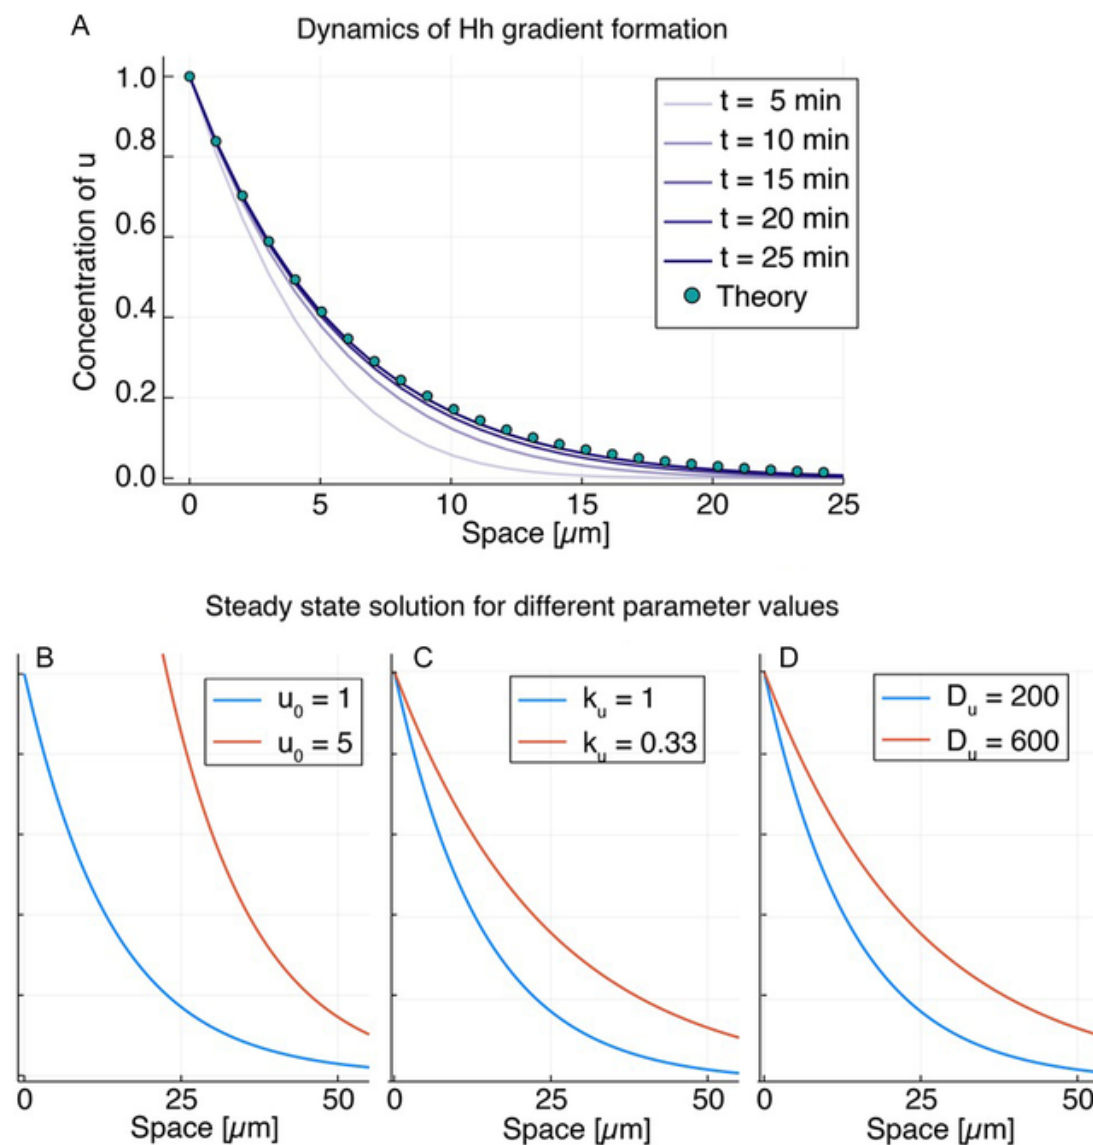 A
Dynamics of Hh gradient formation
Concentration of u
1.0
0.8
0.6
0.4
0.2
0.0
t = 5 min
t = 10 min
t = 15 min
t = 20 min
t = 25 min
Theory
0 5 10 15 20 25
Space [µm]
Steady state solution for different parameter values
B
u₀ = 1
u₀ = 5
0 25 50
Space [µm]
C
kᵤ = 1
kᵤ = 0.33
0 25 50
Space [µm]
D
Dᵤ = 200
Dᵤ = 600
0 25 50
Space [µm]